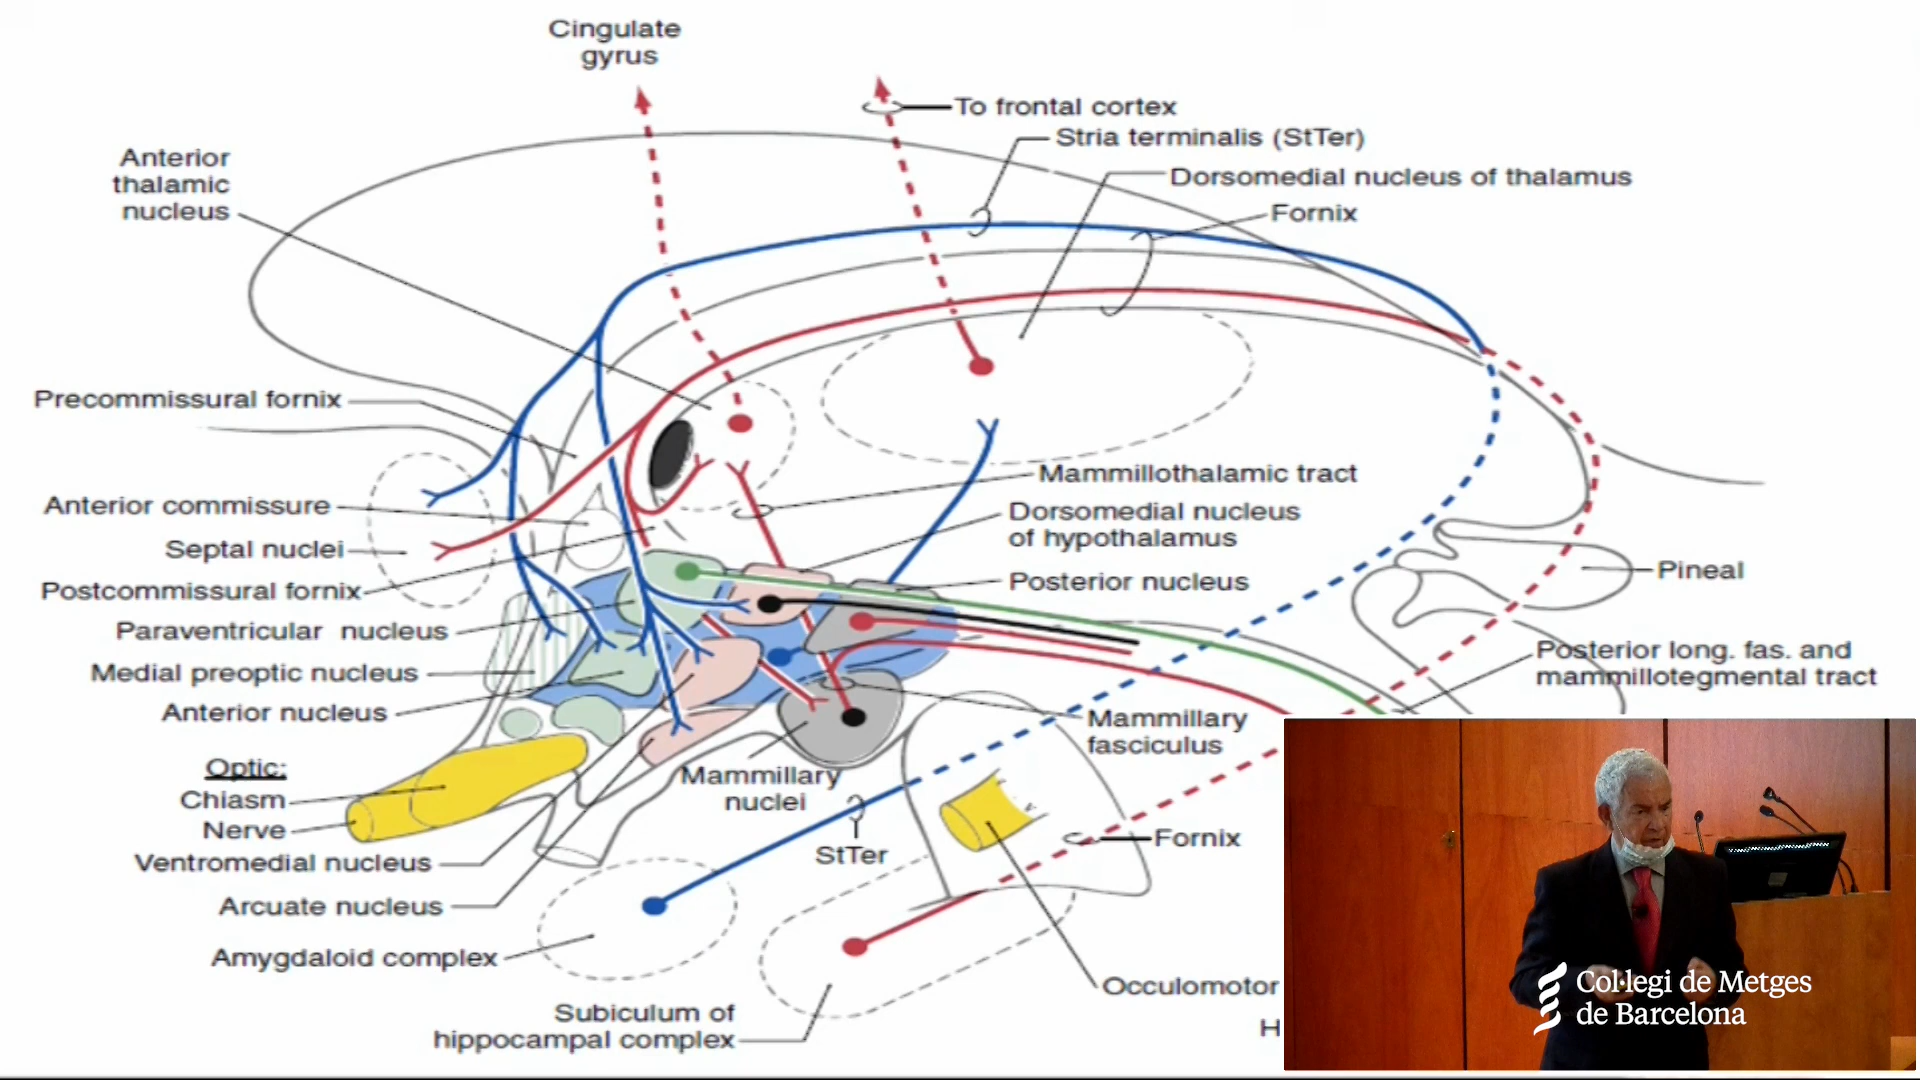 Cingulate
gyrus
To frontal cortex
Stria terminalis (StTer)
Dorsomedial nucleus of thalamus
Fornix
Anterior
thalamic
nucleus
Precommissural fornix
Anterior commissure
Septal nuclei
Postcommissural fornix
Paraventricular nucleus
Medial preoptic nucleus
Anterior nucleus
Optic:
Chiasm
Nerve
Ventromedial nucleus
Arcuate nucleus
Amygdaloid complex
Subiculum of
hippocampal complex
Mammillothalamic tract
Dorsomedial nucleus
of hypothalamus
Posterior nucleus
Pineal
Posterior long. fas. and
mammillotegmental tract
Mammillary
fasciculus
Mammillary
nuclei
StTer
Fornix
Occulomotor
H
Col·legi de Metges
de Barcelona